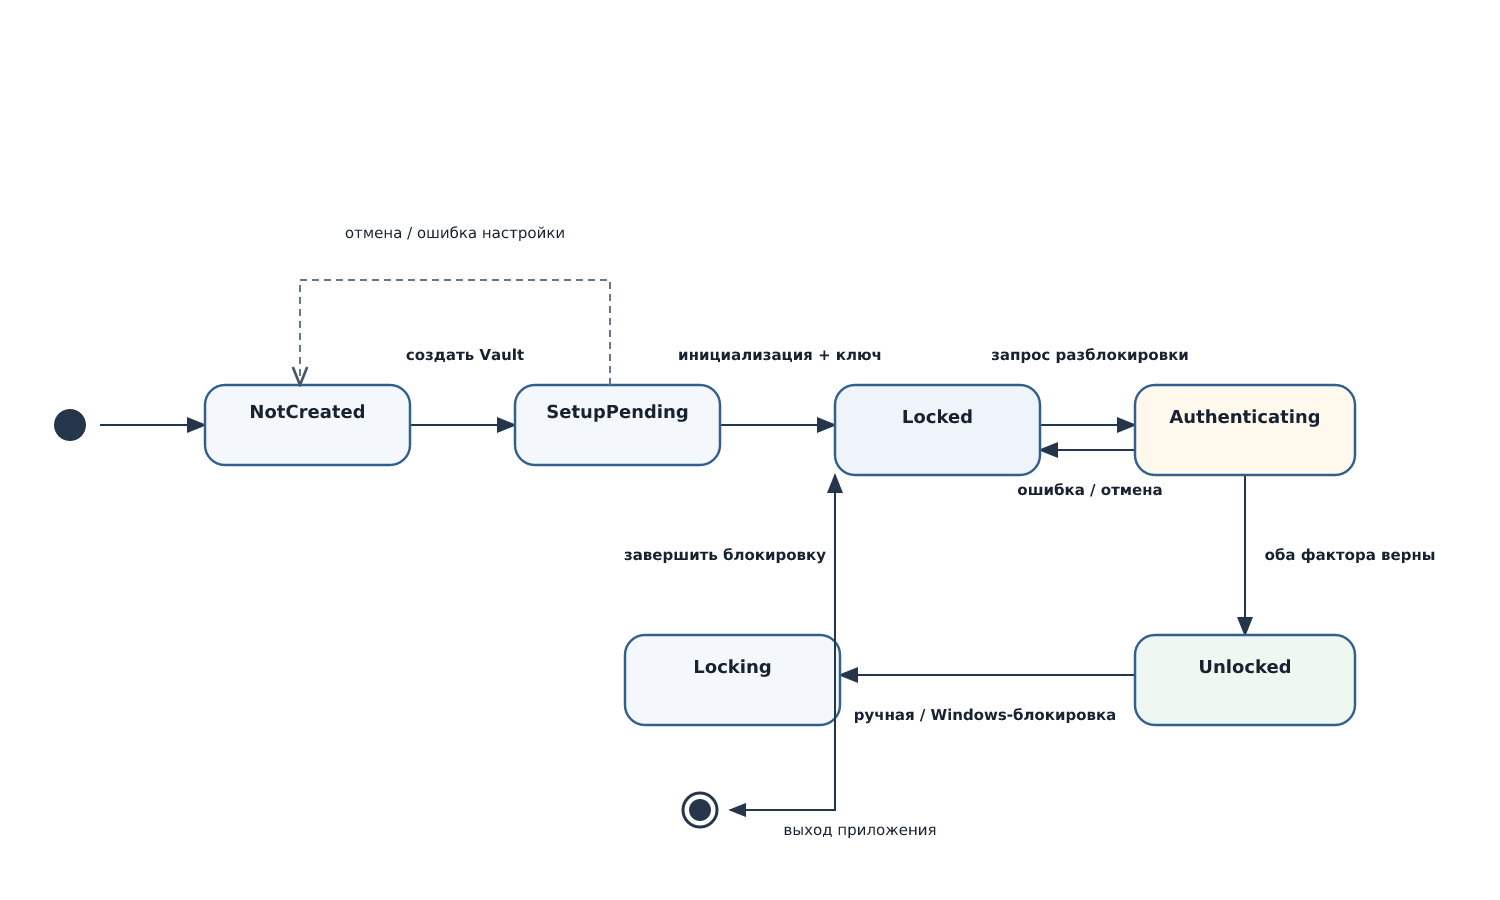 отмена / ошибка настройки
создать Vault
инициализация + ключ
запрос разблокировки
NotCreated
SetupPending
Locked
Authenticating
ошибка / отмена
завершить блокировку
оба фактора верны
Locking
Unlocked
ручная / Windows-блокировка
выход приложения